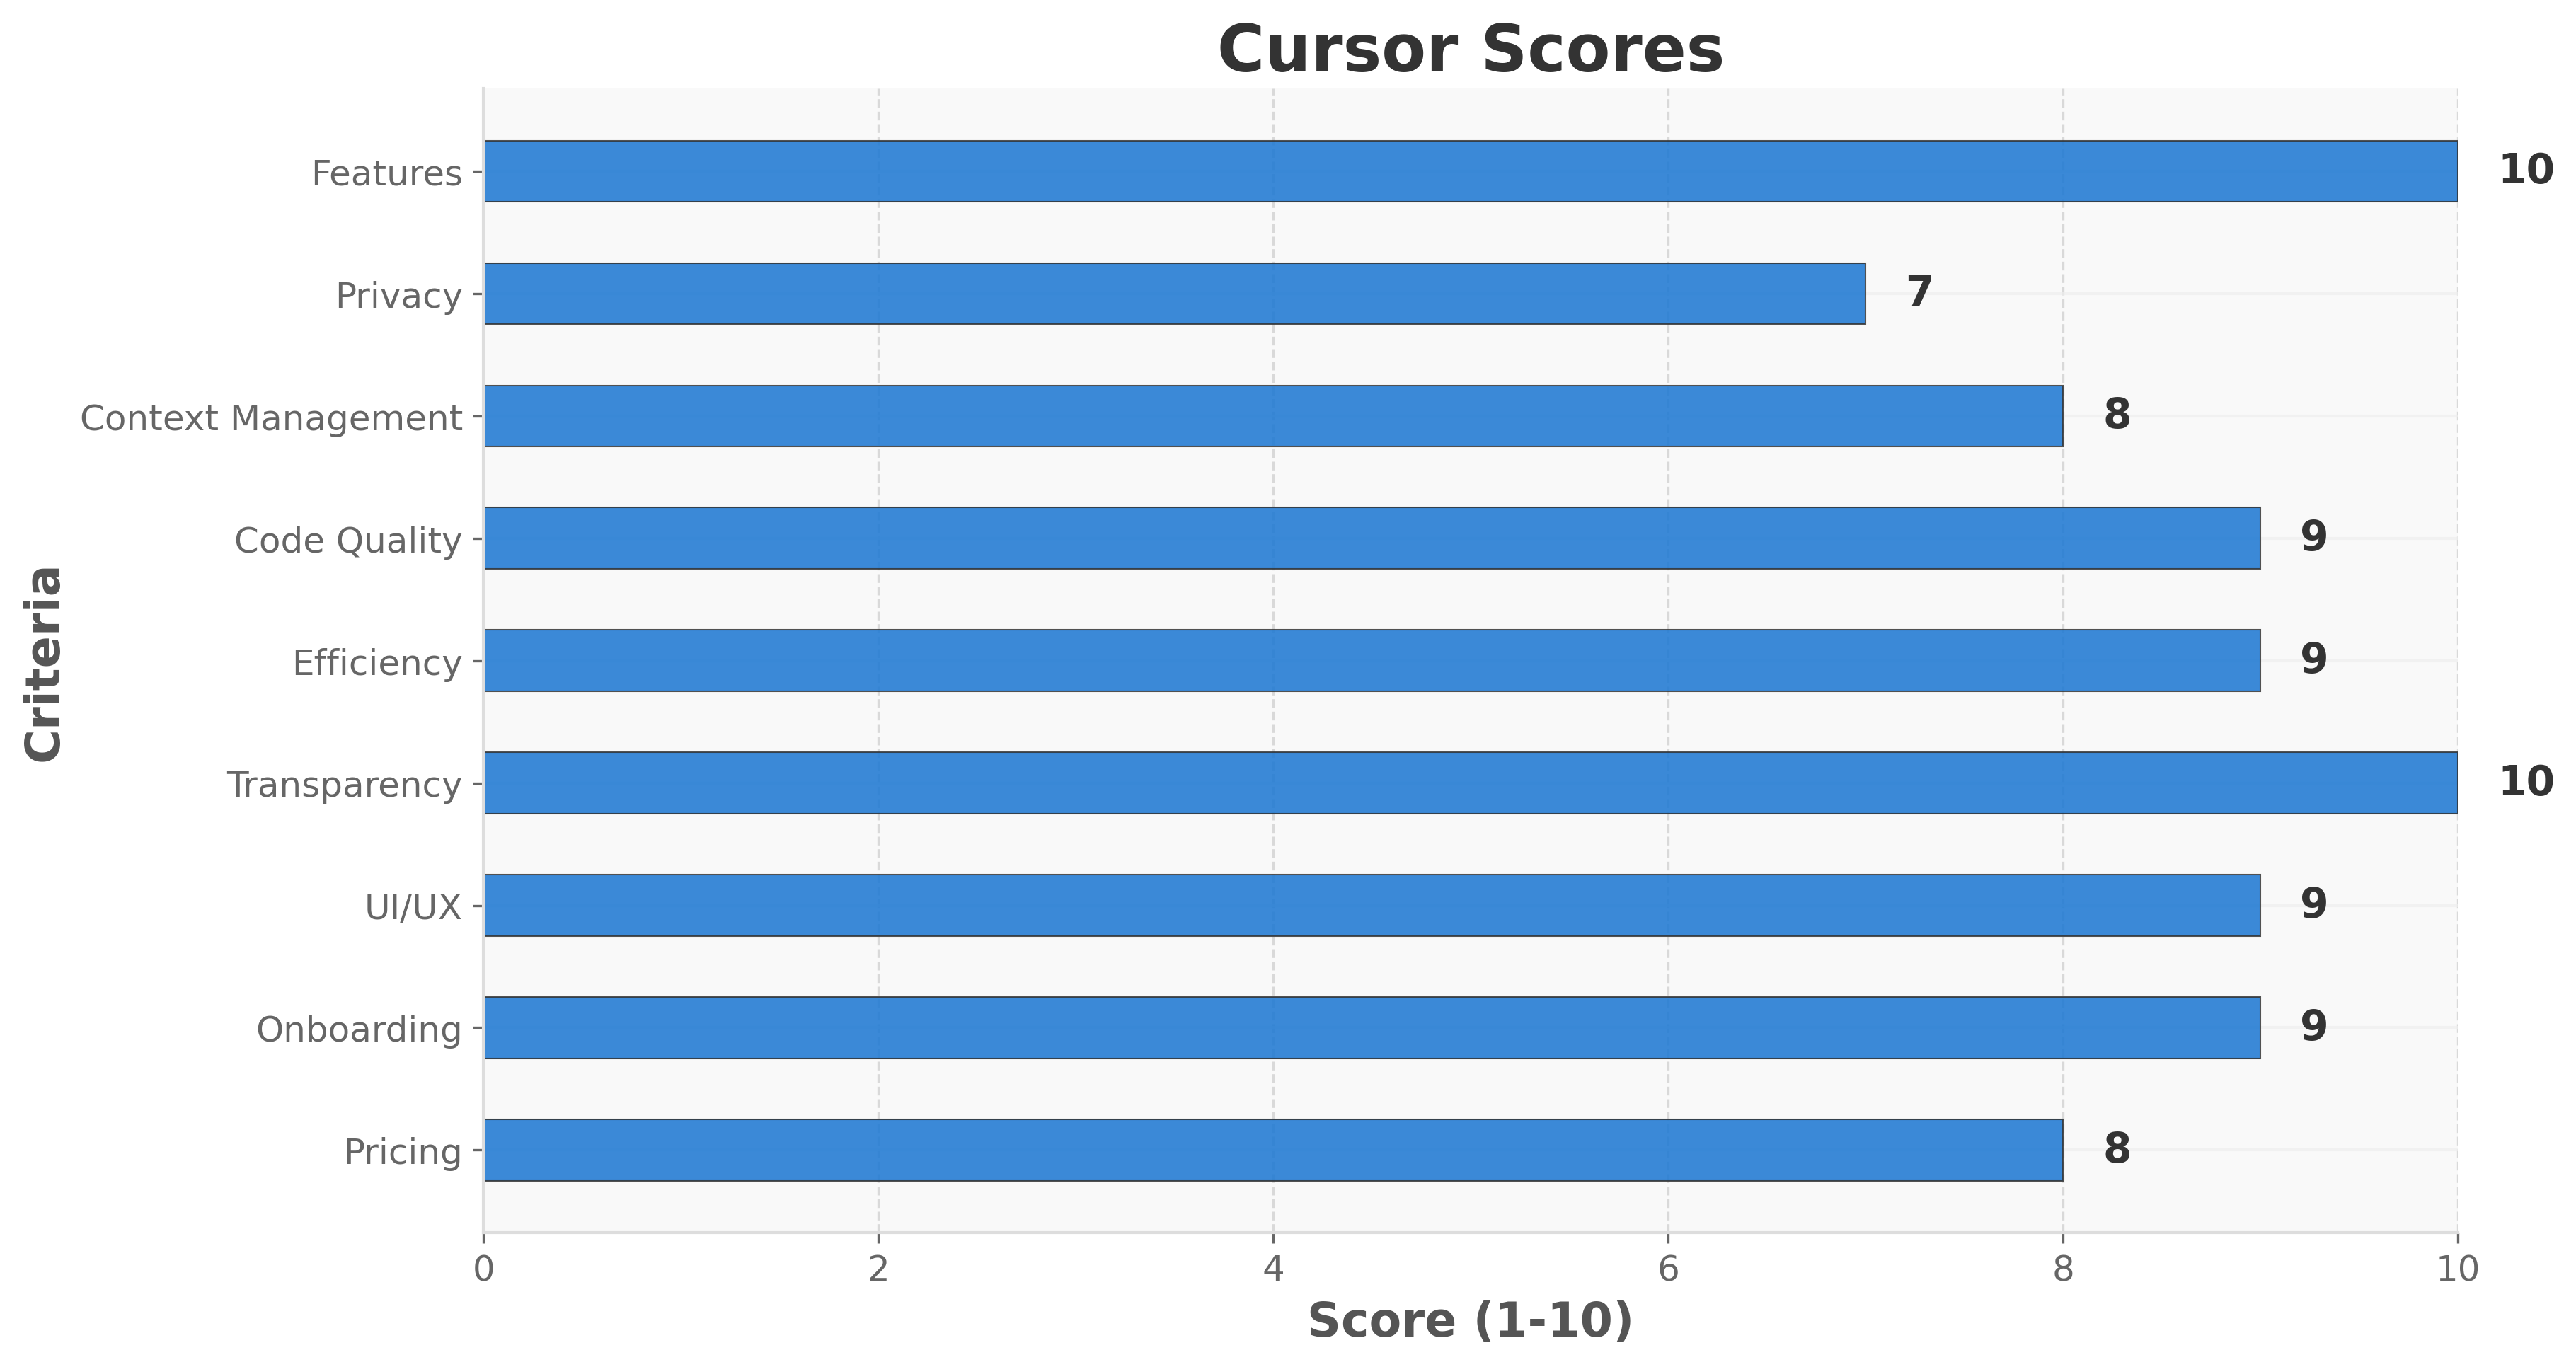 Cursor Scores
Criteria
Features 10
Privacy 7
Context Management 8
Code Quality 9
Efficiency 9
Transparency 10
UI/UX 9
Onboarding 9
Pricing 8
0 2 4 6 8 10
Score (1-10)